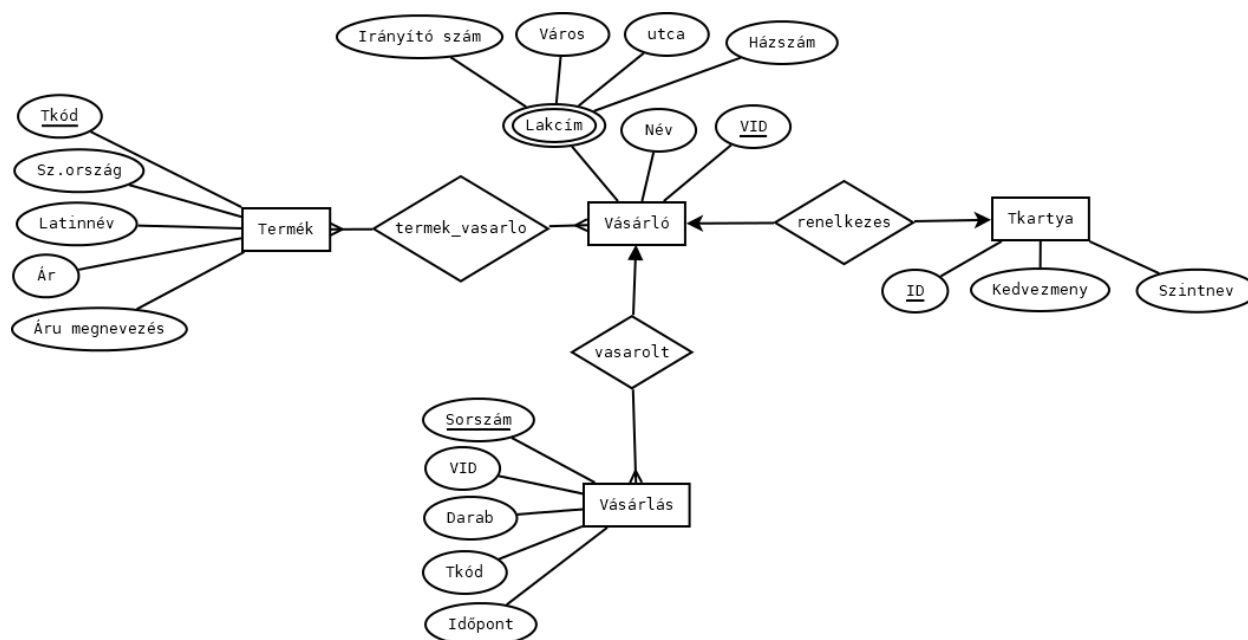 Irányító szám
Város
utca
Házszám
Lakcím
Név
VID
Tkód
Sz.ország
Latinnév
Ár
Áru megnevezés
Termék
termek_vasarlo
Vásárló
renelkezes
Tkartya
ID
Kedvezmeny
Szintnev
vasarolt
Sorszám
VID
Darab
Tkód
Időpont
Vásárlás